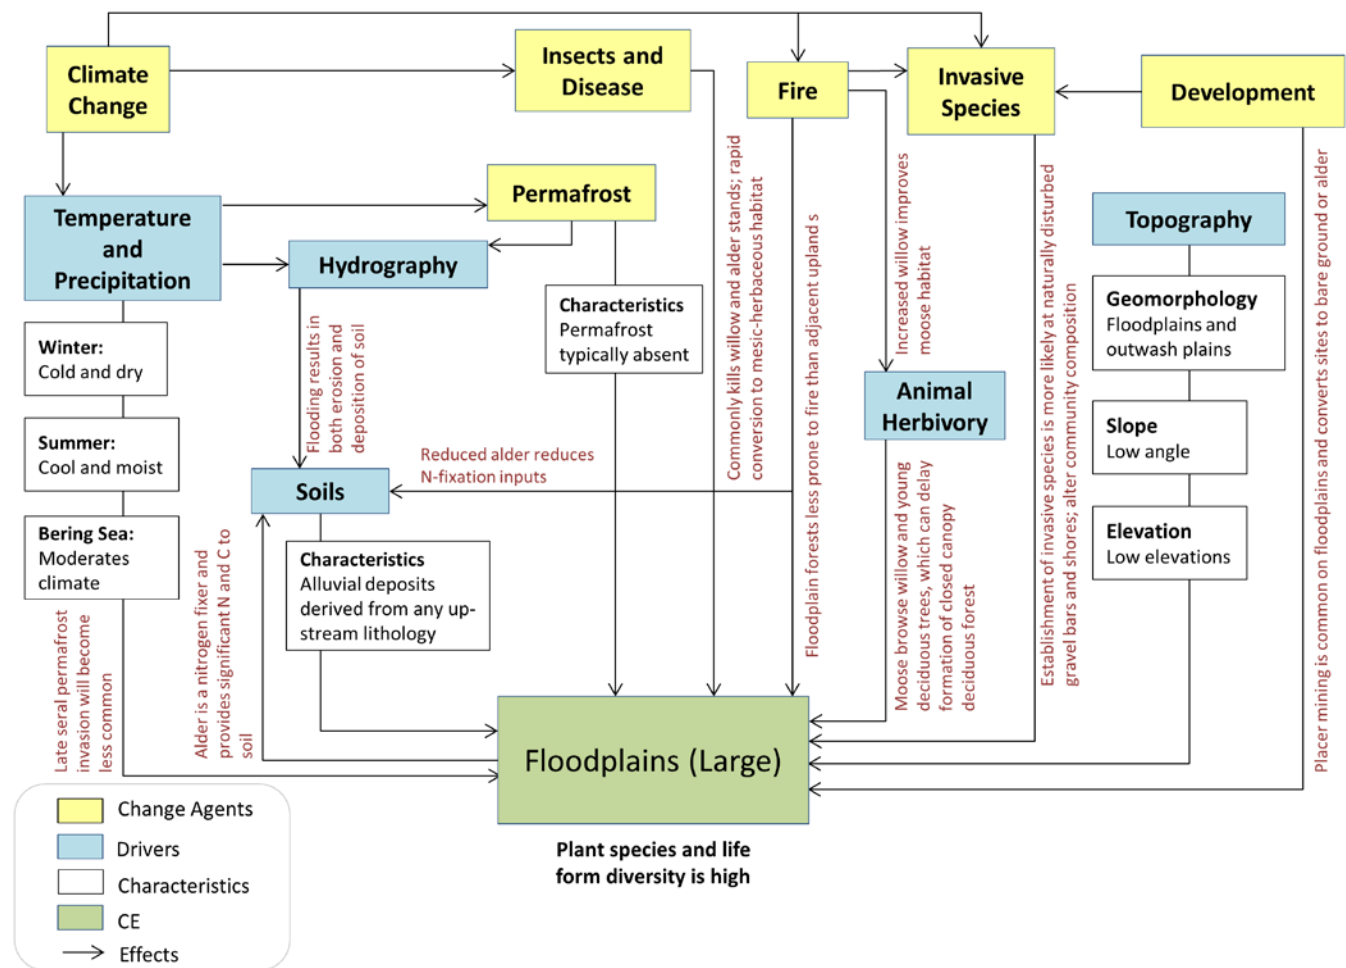 Climate
Change
Insects and
Disease
Fire
Invasive
Species
Development
Temperature
and
Precipitation
Permafrost
Hydrography
Topography
Winter:
Cold and dry
Summer:
Cool and moist
Bering Sea:
Moderates
climate
Late seral permafrost
invasion will become
less common
Flooding results in
both erosion and
deposition of soil
Characteristics
Permafrost
typically absent
Soils
Reduced alder reduces
N-fixation inputs
Alder is a nitrogen fixer and
provides significant N and C to
soil
Characteristics
Alluvial deposits
derived from any up-
stream lithology
Commonly kills willow and alder stands; rapid
conversion to mesic-herbaceous habitat
Floodplain forests less prone to fire than adjacent upland s
Increased willow improves
moose habitat
Animal
Herbivory
Moose browse willow and young
deciduous trees, which can delay
formation of closed canopy
deciduous forest
Establishment of invasive species is more likely at naturally disturbed
gravel bars and shores; alter community composition
Geomorphology
Floodplains and
outwash plains
Slope
Low angle
Elevation
Low elevations
Placer mining is common on floodplains and converts sites to bare ground or alder
Floodplains (Large)
Plant species and life
form diversity is high
Change Agents
Drivers
Characteristics
CE
Effects